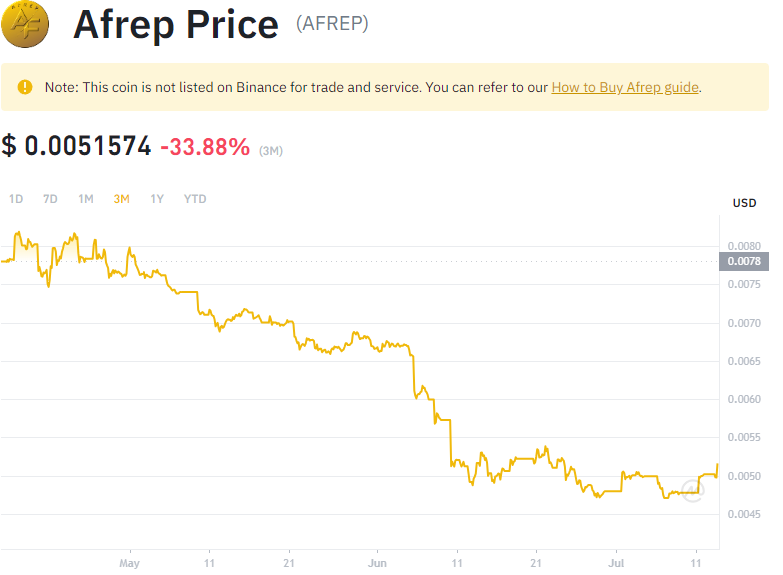 AFREP
AF
Afrep Price (AFREP)
Note: This coin is not listed on Binance for trade and service. You can refer to our How to Buy Afrep guide.
$ 0.0051574 -33.88% (3M)
1D 7D 1M 3M 1Y YTD
USD
0.0080
0.0078
0.0075
0.0070
0.0065
0.0060
0.0055
0.0050
0.0045
May 11 21 Jun 11 21 Jul 11